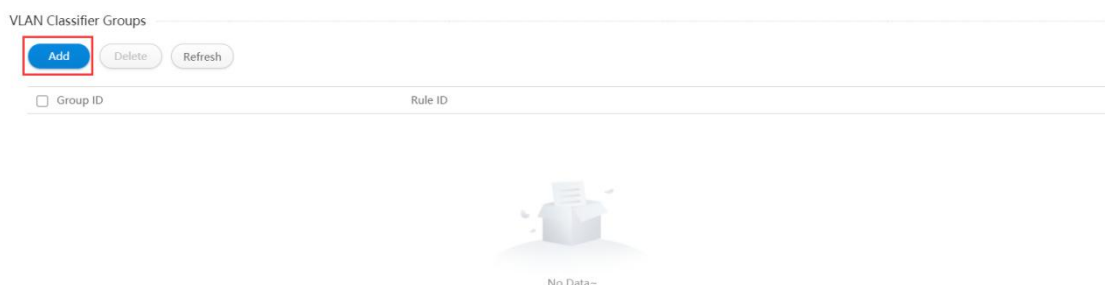 VLAN Classifier Groups
Add Delete Refresh
Group ID Rule ID
No Data~